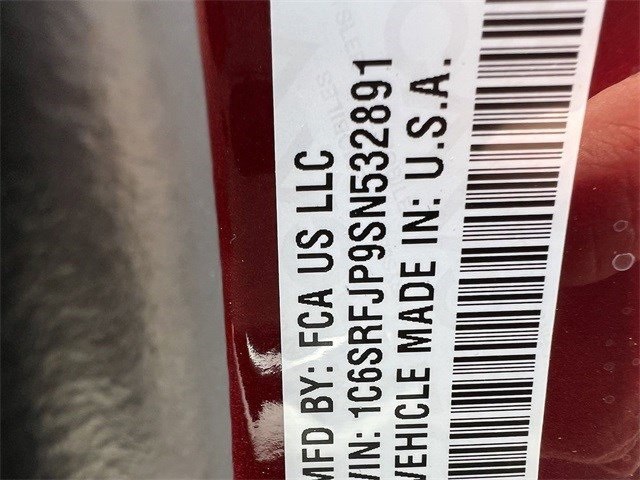 MFD BY: FCA US LLC
VIN: 1C6SRFJP9SN532891
VEHICLE MADE IN: U.S.A.